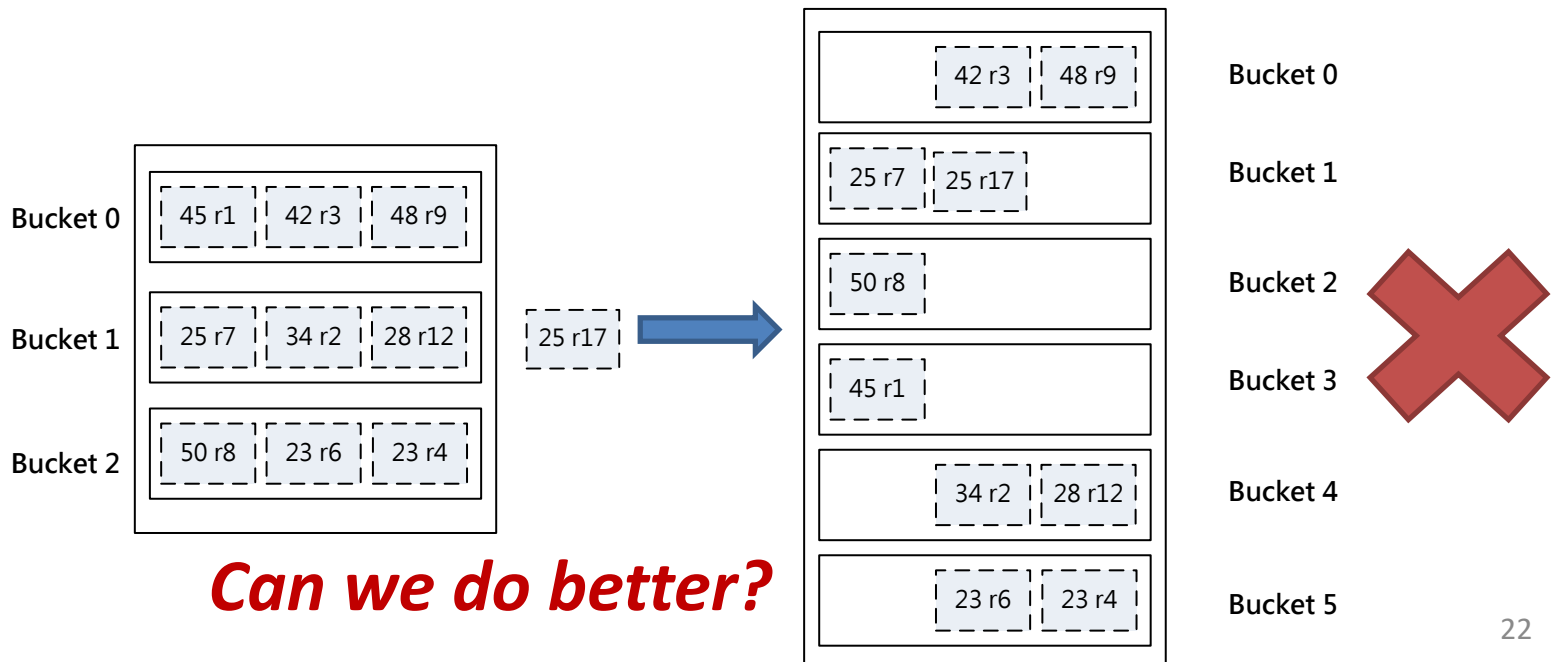 Bucket 0
45 r1
42 r3
48 r9
Bucket 1
25 r7
34 r2
28 r12
Bucket 2
50 r8
23 r6
23 r4
25 r17
Can we do better?
42 r3
48 r9
Bucket 0
25 r7
25 r17
Bucket 1
50 r8
Bucket 2
45 r1
Bucket 3
34 r2
28 r12
Bucket 4
23 r6
23 r4
Bucket 5
22